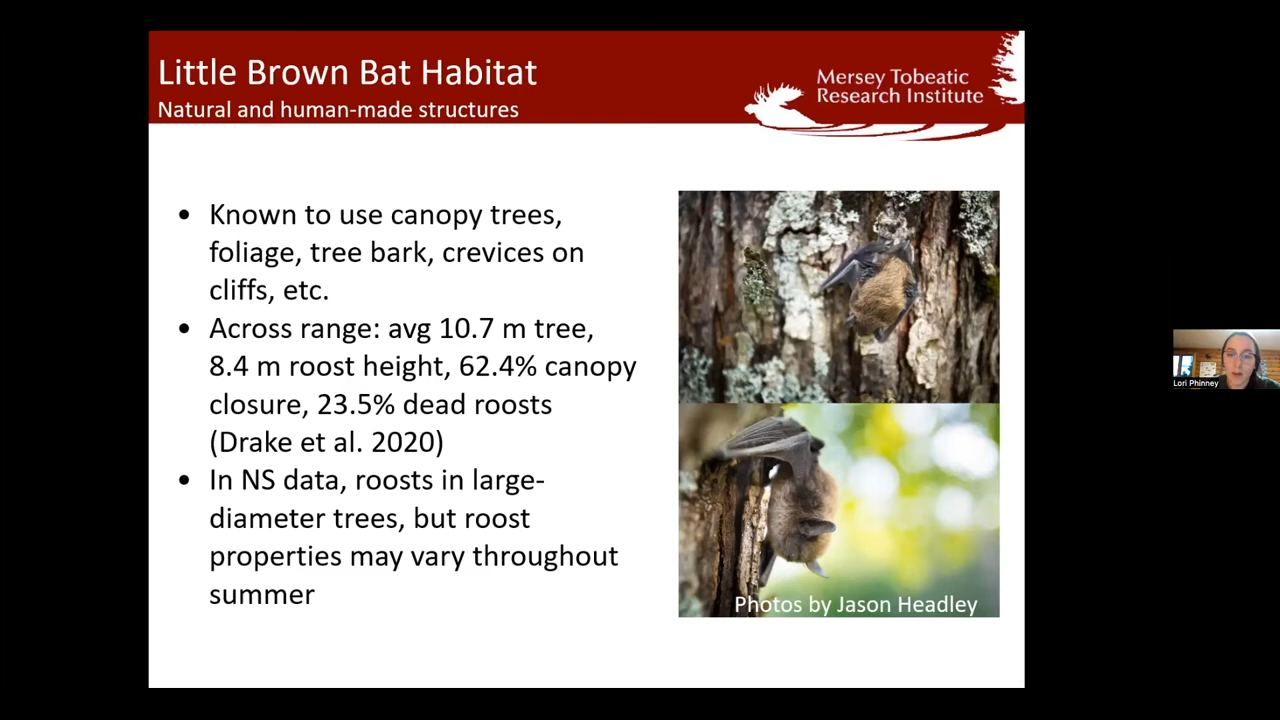 Little Brown Bat Habitat
Natural and human-made structures
Mersey Tobeatic
Research Institute
• Known to use canopy trees,
foliage, tree bark, crevices on
cliffs, etc.
• Across range: avg 10.7 m tree,
8.4 m roost height, 62.4% canopy
closure, 23.5% dead roosts
(Drake et al. 2020)
• In NS data, roosts in large-
diameter trees, but roost
properties may vary throughout
summer
Photos by Jason Headley
Lori Phinney